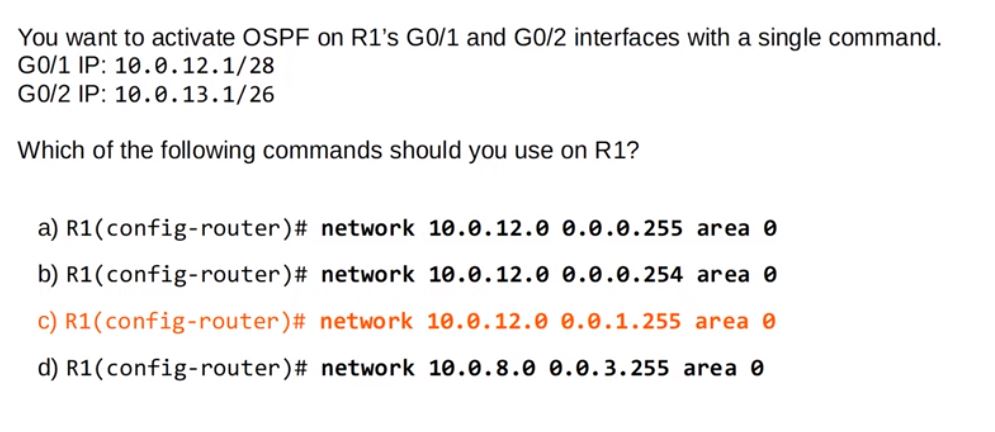 You want to activate OSPF on R1’s G0/1 and G0/2 interfaces with a single command.
G0/1 IP: 10.0.12.1/28
G0/2 IP: 10.0.13.1/26
Which of the following commands should you use on R1?
a) R1(config-router)# network 10.0.12.0 0.0.0.255 area 0
b) R1(config-router)# network 10.0.12.0 0.0.0.254 area 0
c) R1(config-router)# network 10.0.12.0 0.0.1.255 area 0
d) R1(config-router)# network 10.0.8.0 0.0.3.255 area 0